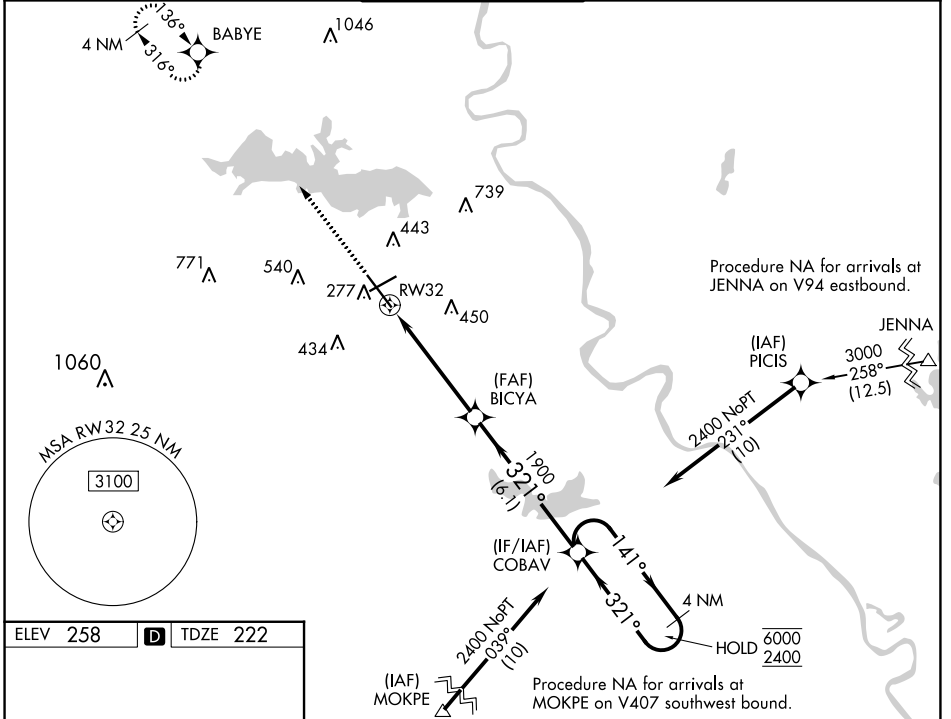 136°
4 NM
316°
BABYE
1046
739
443
771
540
277
RW32
450
434
1060
Procedure NA for arrivals at
JENNA on V94 eastbound.
JENNA
(IAF)
PICIS
3000
258°
(12.5)
2400 NoPT
231°
(10)
(FAF)
BICYA
MSA RW32 25 NM
3100
1900
321°
(6.1)
(IF/IAF)
COBAV
141°
321°
4 NM
HOLD 6000
2400
2400 NoPT
039°
(10)
(IAF)
MOKPE
Procedure NA for arrivals at
MOKPE on V407 southwest bound.
ELEV 258 D TDZE 222